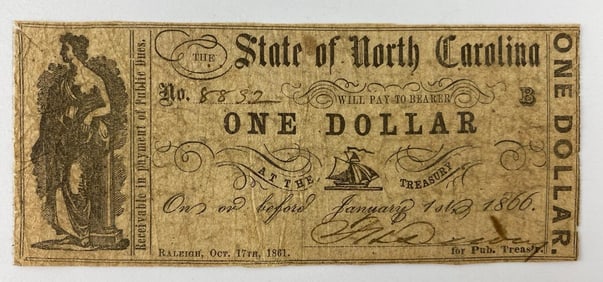 THE State of North Carolina
No. 8832
WILL PAY TO BEARER B
ONE DOLLAR
AT THE TREASURY
On or before January 1st 1866.
Raleigh, Oct. 17th, 1861.
for Pub. Treasr.
Receivable in Payment of Public Dues.
ONE DOLLAR.